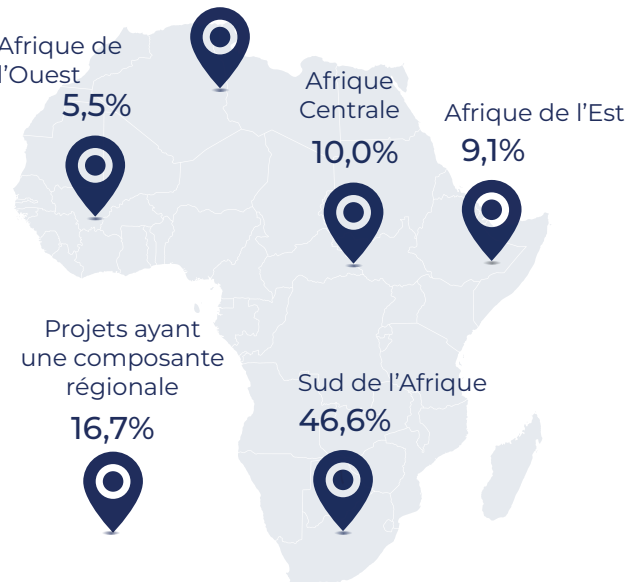 Afrique de
l'Ouest
5,5%
Afrique
Centrale
10,0%
Afrique de l'Est
9,1%
Projets ayant
une composante
régionale
16,7%
Sud de l'Afrique
46,6%